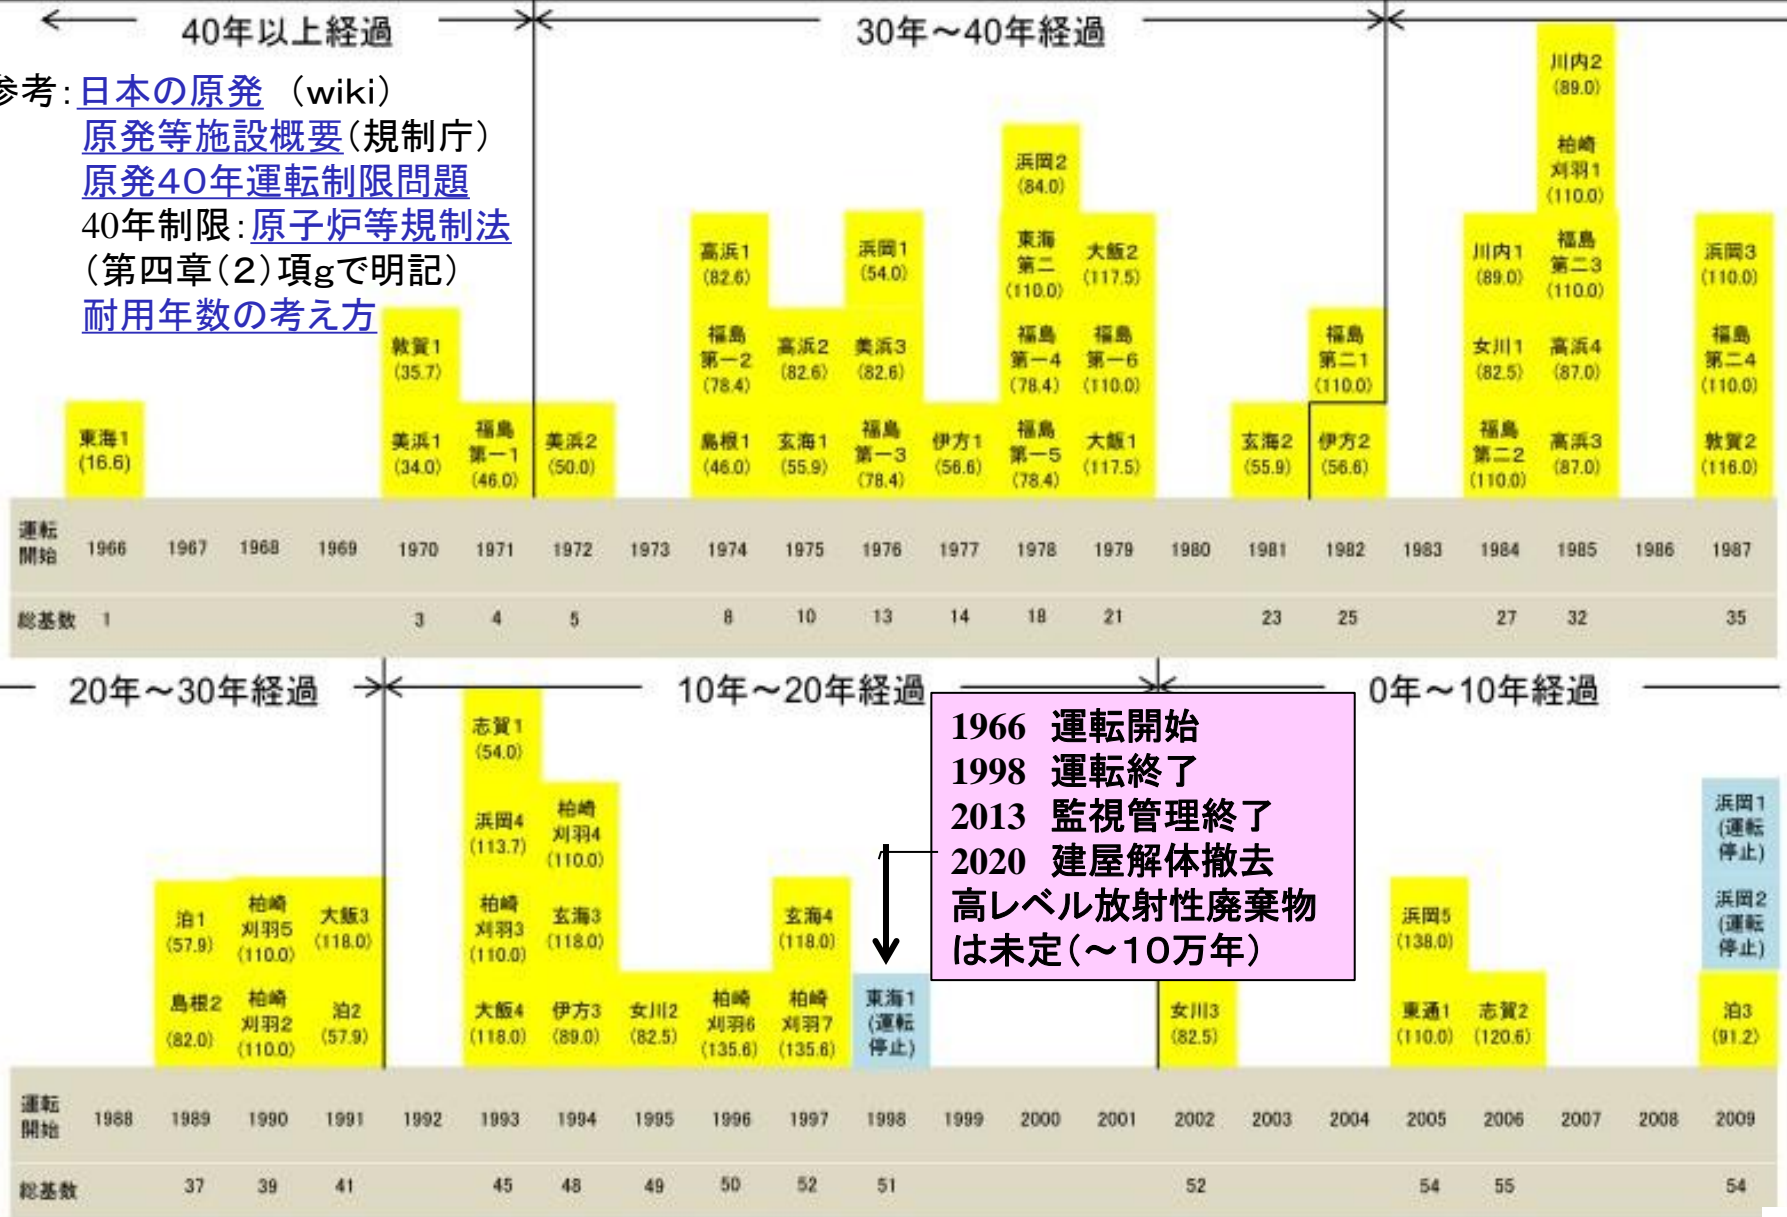 40年以上経過
30年～40年経過
参考：日本の原発 （wiki）
原発等施設概要（規制庁）
原発４０年運転制限問題
40年制限：原子炉等規制法
（第四章（２）項gで明記）
耐用年数の考え方
東海1
(16.6)
敦賀1
(35.7)
美浜1
(34.0)
福島
第一1
(46.0)
美浜2
(50.0)
高浜1
(82.6)
福島
第一2
(78.4)
島根1
(46.0)
高浜2
(82.6)
玄海1
(55.9)
浜岡1
(54.0)
美浜3
(82.6)
福島
第一3
(78.4)
伊方1
(56.6)
浜岡2
(84.0)
東海
第二
(110.0)
福島
第一4
(78.4)
福島
第一5
(78.4)
大飯2
(117.5)
福島
第一6
(110.0)
大飯1
(117.5)
玄海2
(55.9)
福島
第二1
(110.0)
伊方2
(56.6)
川内1
(89.0)
女川1
(82.5)
福島
第二2
(110.0)
川内2
(89.0)
柏崎
刈羽1
(110.0)
福島
第二3
(110.0)
高浜4
(87.0)
高浜3
(87.0)
浜岡3
(110.0)
福島
第二4
(110.0)
敦賀2
(116.0)
運転
開始 1966 1967 1968 1969 1970 1971 1972 1973 1974 1975 1976 1977 1978 1979 1980 1981 1982 1983 1984 1985 1986 1987
総基数 1 3 4 5 8 10 13 14 18 21 23 25 27 32 35
20年～30年経過
10年～20年経過
0年～10年経過
1966 運転開始
1998 運転終了
2013 監視管理終了
2020 建屋解体撤去
高レベル放射性廃棄物
は未定（～１０万年）
泊1
(57.9)
島根2
(82.0)
柏崎
刈羽5
(110.0)
柏崎
刈羽2
(110.0)
大飯3
(118.0)
泊2
(57.9)
志賀1
(54.0)
浜岡4
(113.7)
柏崎
刈羽3
(110.0)
大飯4
(118.0)
柏崎
刈羽4
(110.0)
玄海3
(118.0)
伊方3
(89.0)
女川2
(82.5)
柏崎
刈羽6
(135.6)
玄海4
(118.0)
柏崎
刈羽7
(135.6)
東海1
(運転
停止)
女川3
(82.5)
浜岡5
(138.0)
東通1
(110.0)
志賀2
(120.6)
浜岡1
(運転
停止)
浜岡2
(運転
停止)
泊3
(91.2)
運転
開始 1988 1989 1990 1991 1992 1993 1994 1995 1996 1997 1998 1999 2000 2001 2002 2003 2004 2005 2006 2007 2008 2009
総基数 37 39 41 45 48 49 50 52 51 52 54 55 54